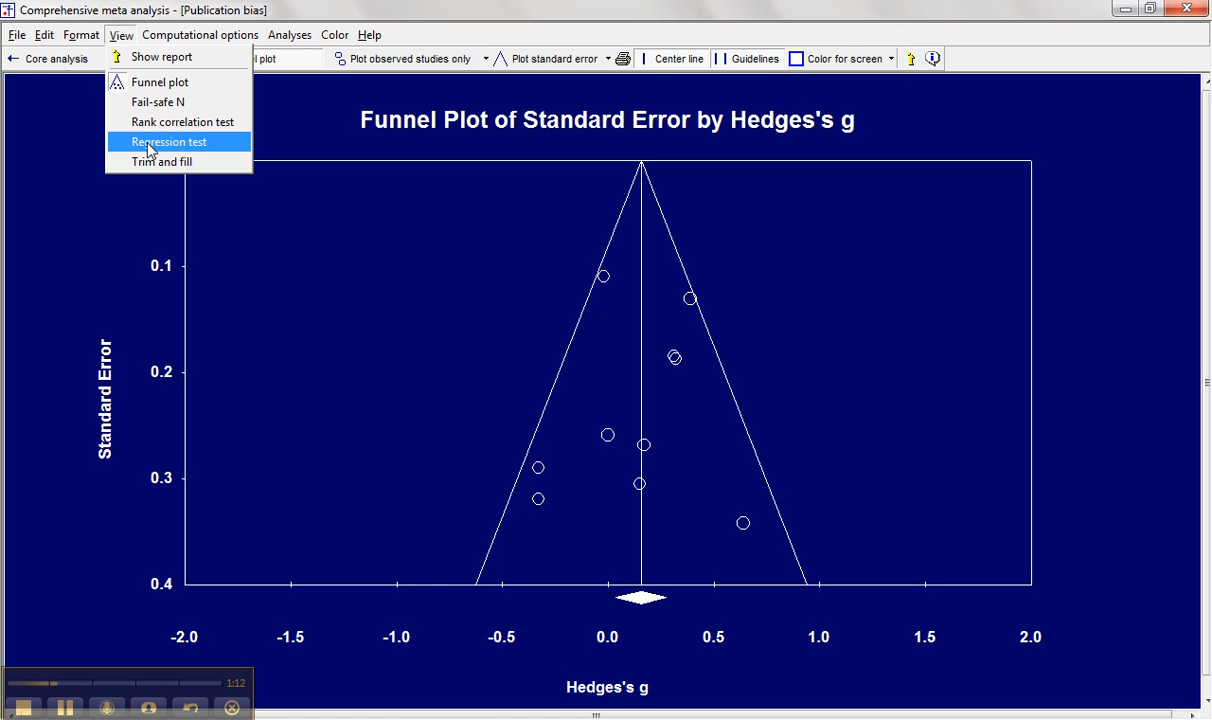 Comprehensive meta analysis - [Publication bias]
File Edit Format View Computational options Analyses Color Help
Core analysis
Show report
plot
Plot observed studies only
Plot standard error
Center line
Guidelines
Color for screen
Funnel plot
Fail-safe N
Rank correlation test
Regression test
Trim and fill
Funnel Plot of Standard Error by Hedges's g
Standard Error
0.1
0.2
0.3
0.4
-2.0 -1.5 -1.0 -0.5 0.0 0.5 1.0 1.5 2.0
Hedges's g
1:12